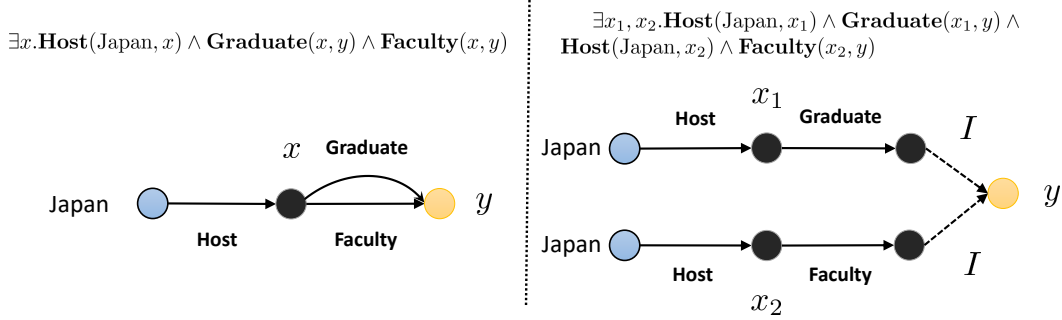 ∃x.Host(Japan, x) ∧ Graduate(x, y) ∧ Faculty(x, y)
x
Graduate
Japan
y
Host
Faculty
∃x₁, x₂.Host(Japan, x₁) ∧ Graduate(x₁, y) ∧
Host(Japan, x₂) ∧ Faculty(x₂, y)
x₁
Host
Graduate
I
Japan
y
Japan
I
Host
Faculty
x₂